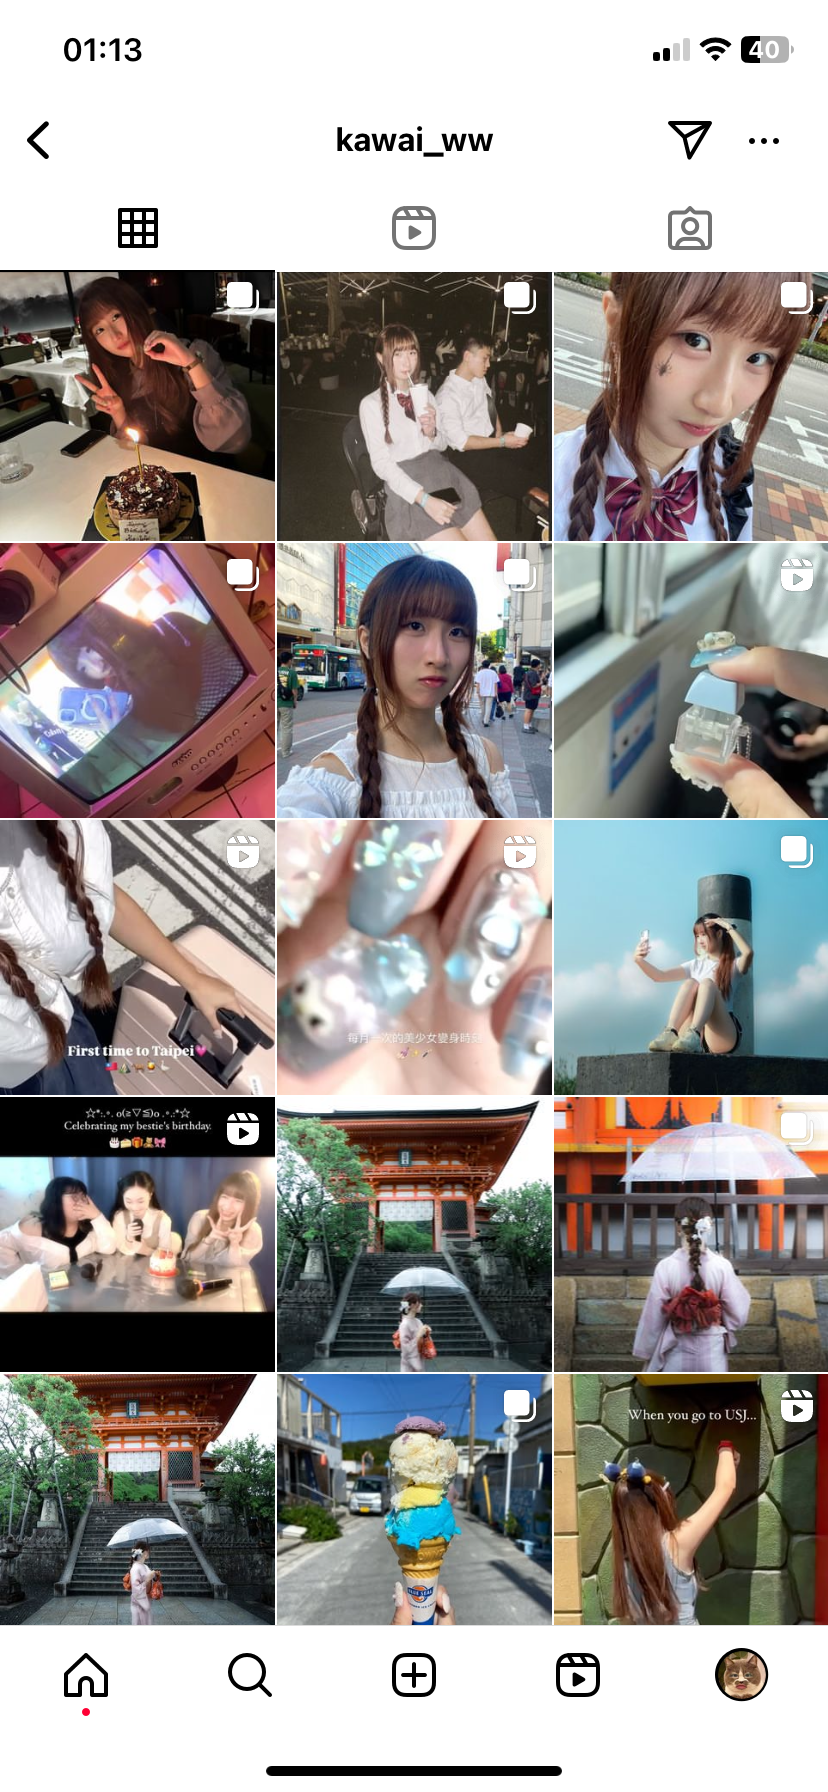 01:13
40
kawai_ww
First time to Taipei💗
每月一次的美少女變身時刻
☆*:.｡. o(≥▽≦)o .｡.:*☆
Celebrating my bestie's birthday.
When you go to USJ...